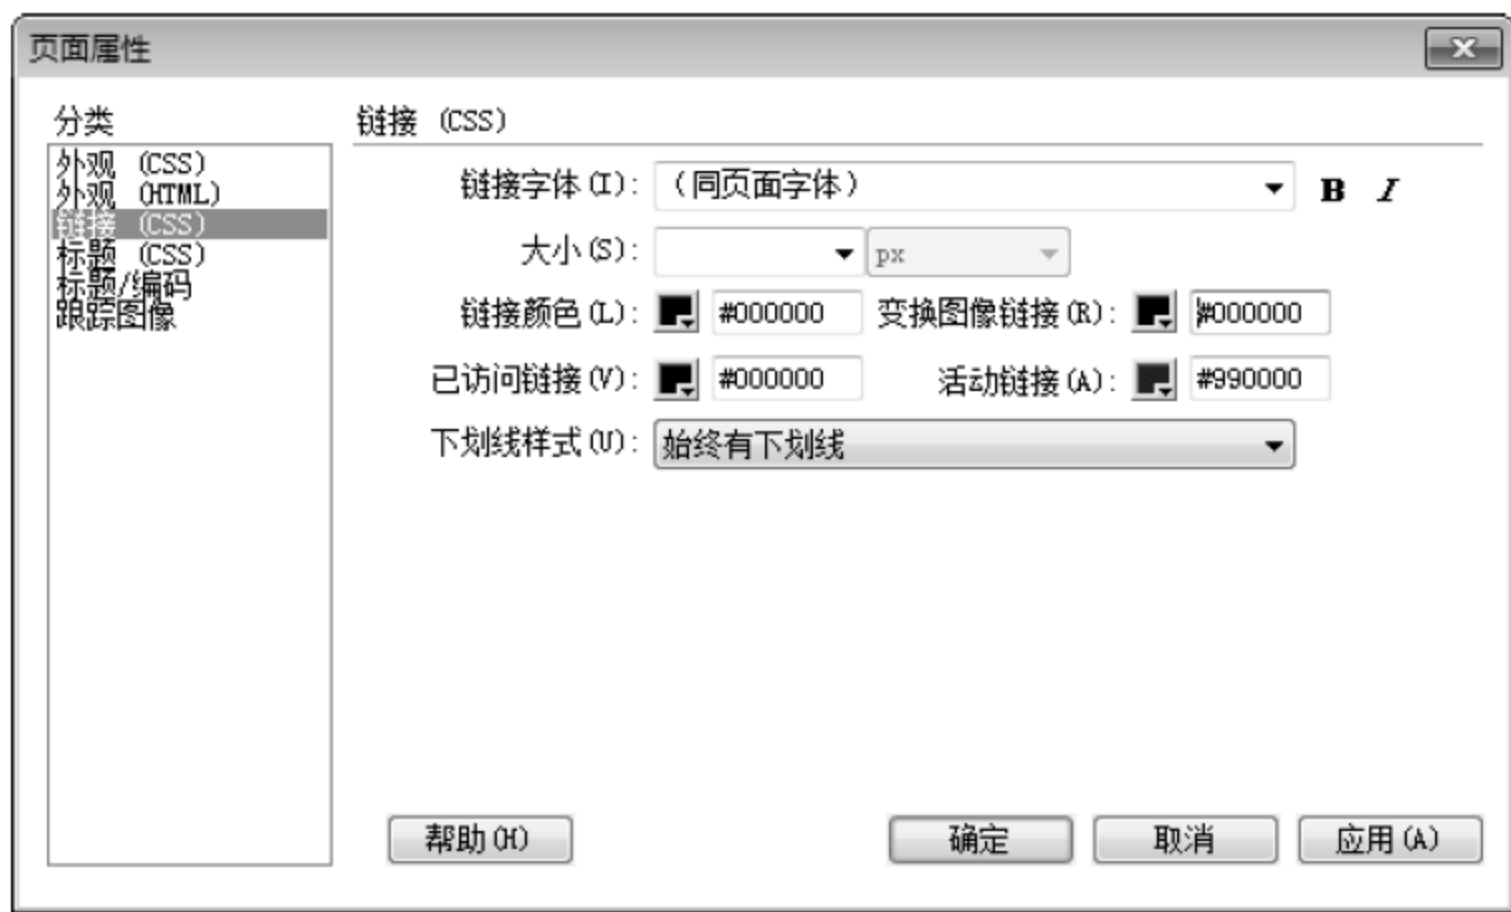 页面属性
分类
外观 (CSS)
外观 (HTML)
链接 (CSS)
标题 (CSS)
标题/编码
跟踪图像
链接 (CSS)
链接字体(I): (同页面字体) B I
大小(S): px
链接颜色(L): #000000 变换图像链接(R): #000000
已访问链接(V): #000000 活动链接(A): #990000
下划线样式(U): 始终有下划线
帮助(H) 确定 取消 应用(A)